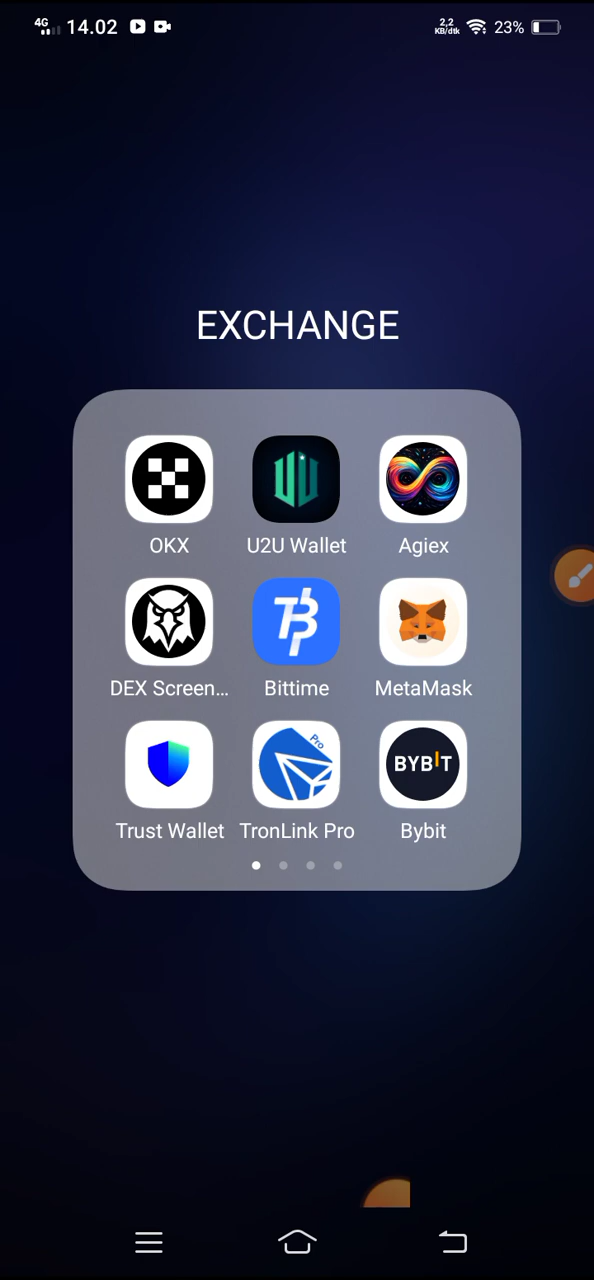 4G 14.02 2,2 KB/dtk 23%
EXCHANGE
OKX U2U Wallet Agiex
DEX Screen... Bittime MetaMask
Pro
BYBIT
Trust Wallet TronLink Pro Bybit